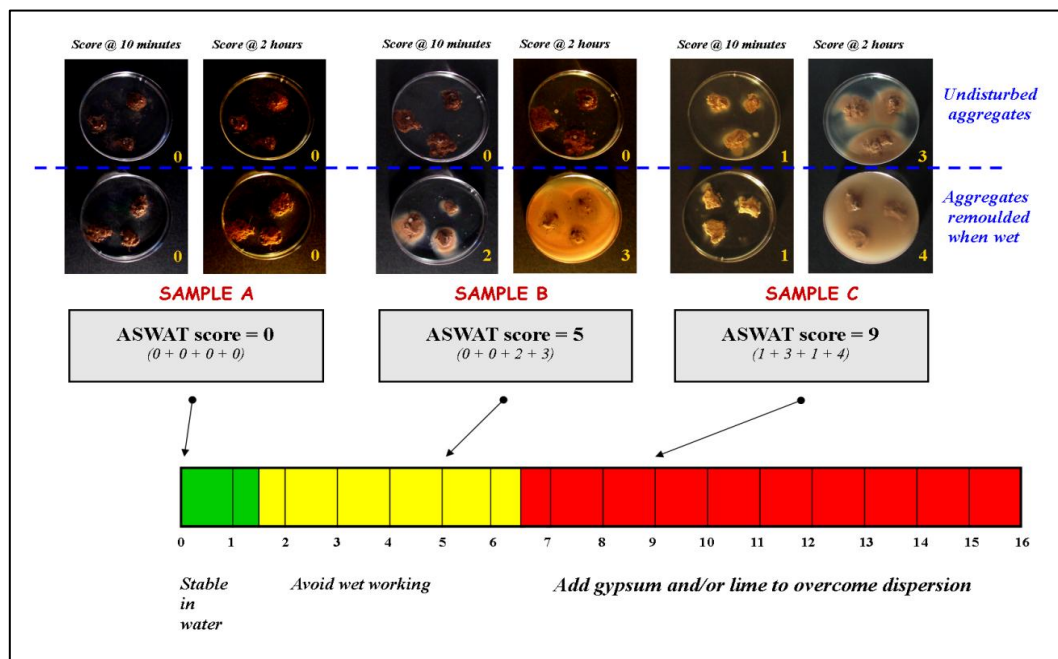 Score @ 10 minutes
Score @ 2 hours
Score @ 10 minutes
Score @ 2 hours
Score @ 10 minutes
Score @ 2 hours
0
0
0
0
1
3
Undisturbed
aggregates
0
0
2
3
1
4
Aggregates
remoulded
when wet
SAMPLE A
SAMPLE B
SAMPLE C
ASWAT score = 0
(0 + 0 + 0 + 0)
ASWAT score = 5
(0 + 0 + 2 + 3)
ASWAT score = 9
(1 + 3 + 1 + 4)
0 1 2 3 4 5 6 7 8 9 10 11 12 13 14 15 16
Stable
in
water
Avoid wet working
Add gypsum and/or lime to overcome dispersion